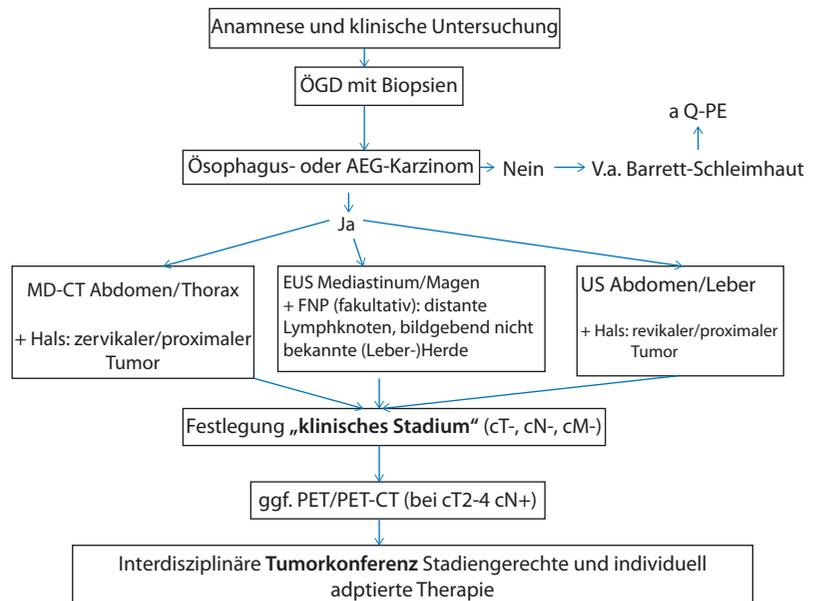 Anamnese und klinische Untersuchung
ÖGD mit Biopsien
a Q-PE
Ösophagus- oder AEG-Karzinom
Nein
V.a. Barrett-Schleimhaut
Ja
MD-CT Abdomen/Thorax
+ Hals: zervikaler/proximaler
Tumor
EUS Mediastinum/Magen
+ FNP (fakultativ): distante
Lymphknoten, bildgebend nicht
bekannte (Leber-)Herde
US Abdomen/Leber
+ Hals: revikaler/proximaler
Tumor
Festlegung „klinisches Stadium“ (cT-, cN-, cM-)
ggf. PET/PET-CT (bei cT2-4 cN+)
Interdisziplinäre Tumorkonferenz Stadiengerechte und individuell
adptierte Therapie